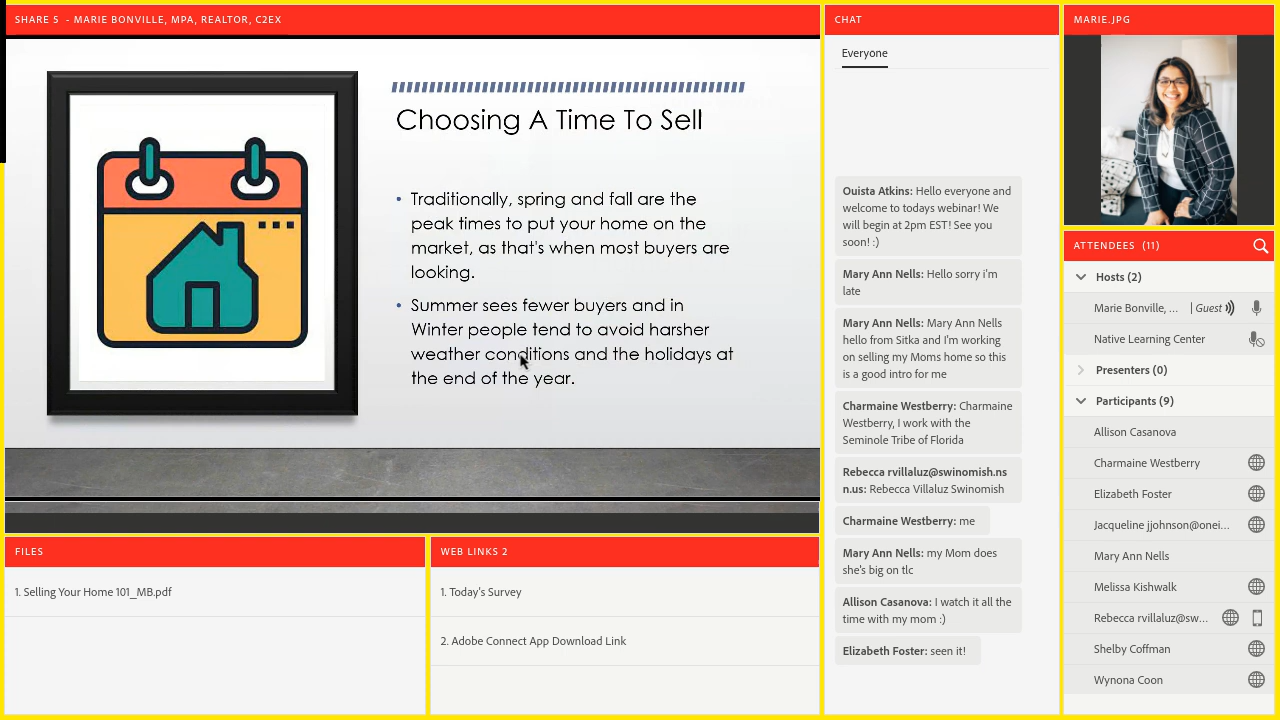 SHARE 5 - MARIE BONVILLE, MPA, REALTOR, C2EX
Choosing A Time To Sell
• Traditionally, spring and fall are the
peak times to put your home on the
market, as that's when most buyers are
looking.
• Summer sees fewer buyers and in
Winter people tend to avoid harsher
weather conditions and the holidays at
the end of the year.
FILES
1. Selling Your Home 101_MB.pdf
WEB LINKS 2
1. Today's Survey
2. Adobe Connect App Download Link
CHAT
Everyone
Ouista Atkins: Hello everyone and
welcome to todays webinar! We
will begin at 2pm EST! See you
soon! :)
Mary Ann Nells: Hello sorry i'm
late
Mary Ann Nells: Mary Ann Nells
hello from Sitka and I'm working
on selling my Moms home so this
is a good intro for me
Charmaine Westberry: Charmaine
Westberry, I work with the
Seminole Tribe of Florida
Rebecca rvillaluz@swinomish.ns
n.us: Rebecca Villaluz Swinomish
Charmaine Westberry: me
Mary Ann Nells: my Mom does
she's big on tlc
Allison Casanova: I watch it all the
time with my mom :)
Elizabeth Foster: seen it!
MARIE.JPG
ATTENDEES (11)
Hosts (2)
Marie Bonville, ... | Guest
Native Learning Center
Presenters (0)
Participants (9)
Allison Casanova
Charmaine Westberry
Elizabeth Foster
Jacqueline jjohnson@onei...
Mary Ann Nells
Melissa Kishwalk
Rebecca rvillaluz@sw...
Shelby Coffman
Wynona Coon